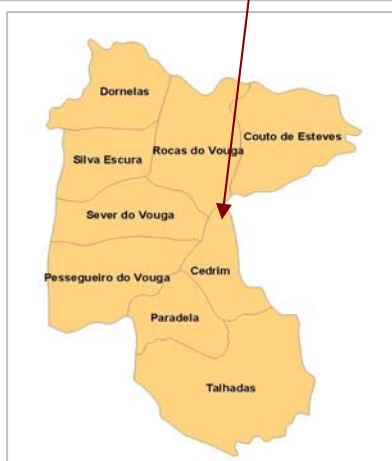 Dornelas
Couto de Esteves
Rocas do Vouga
Silva Escura
Sever do Vouga
Cedrim
Pessegueiro do Vouga
Paradela
Talhadas